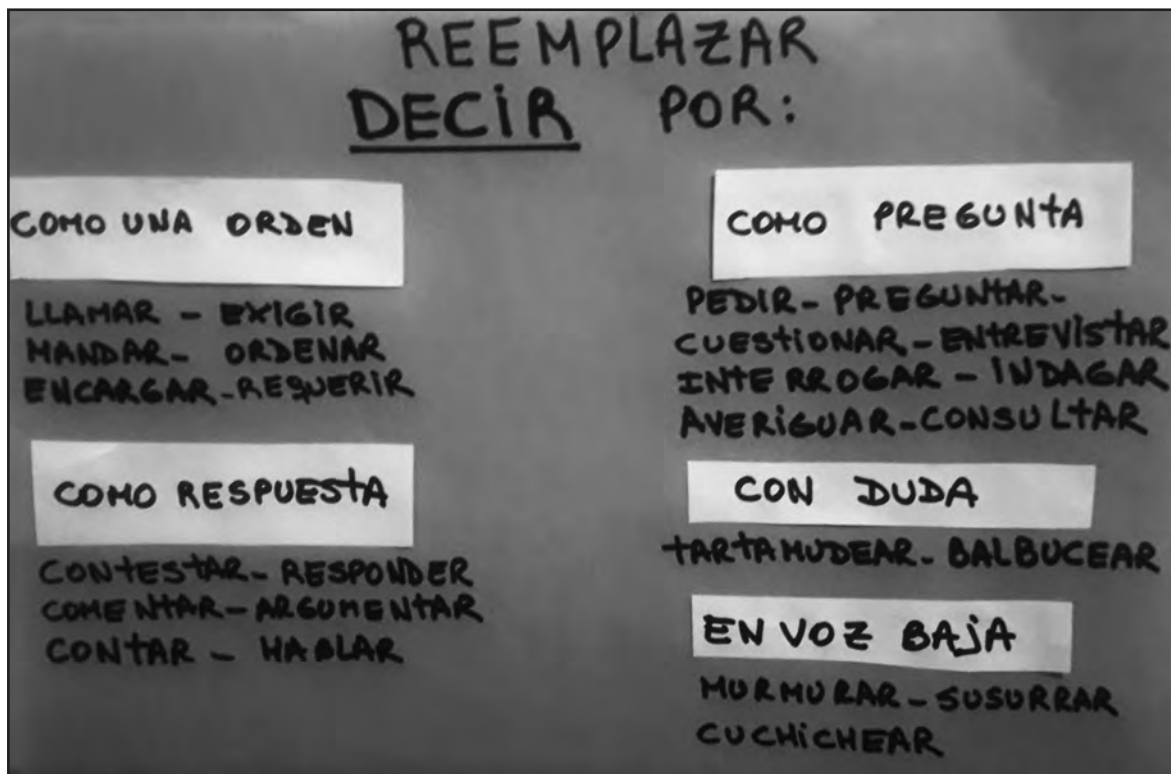 REEMPLAZAR
DECIR POR:
COMO UNA ORDEN
LLAMAR - EXIGIR
MANDAR - ORDENAR
ENCARGAR - REQUERIR
COMO RESPUESTA
CONTESTAR - RESPONDER
COMENTAR - ARGUMENTAR
CONTAR - HABLAR
COMO PREGUNTA
PEDIR - PREGUNTAR -
CUESTIONAR - ENTREVISTAR
INTERROGAR - INDAGAR
AVERIGUAR - CONSULTAR
CON DUDA
TARTAMUDEAR - BALBUCEAR
EN VOZ BAJA
MURMURAR - SUSURRAR
CUCHICHEAR